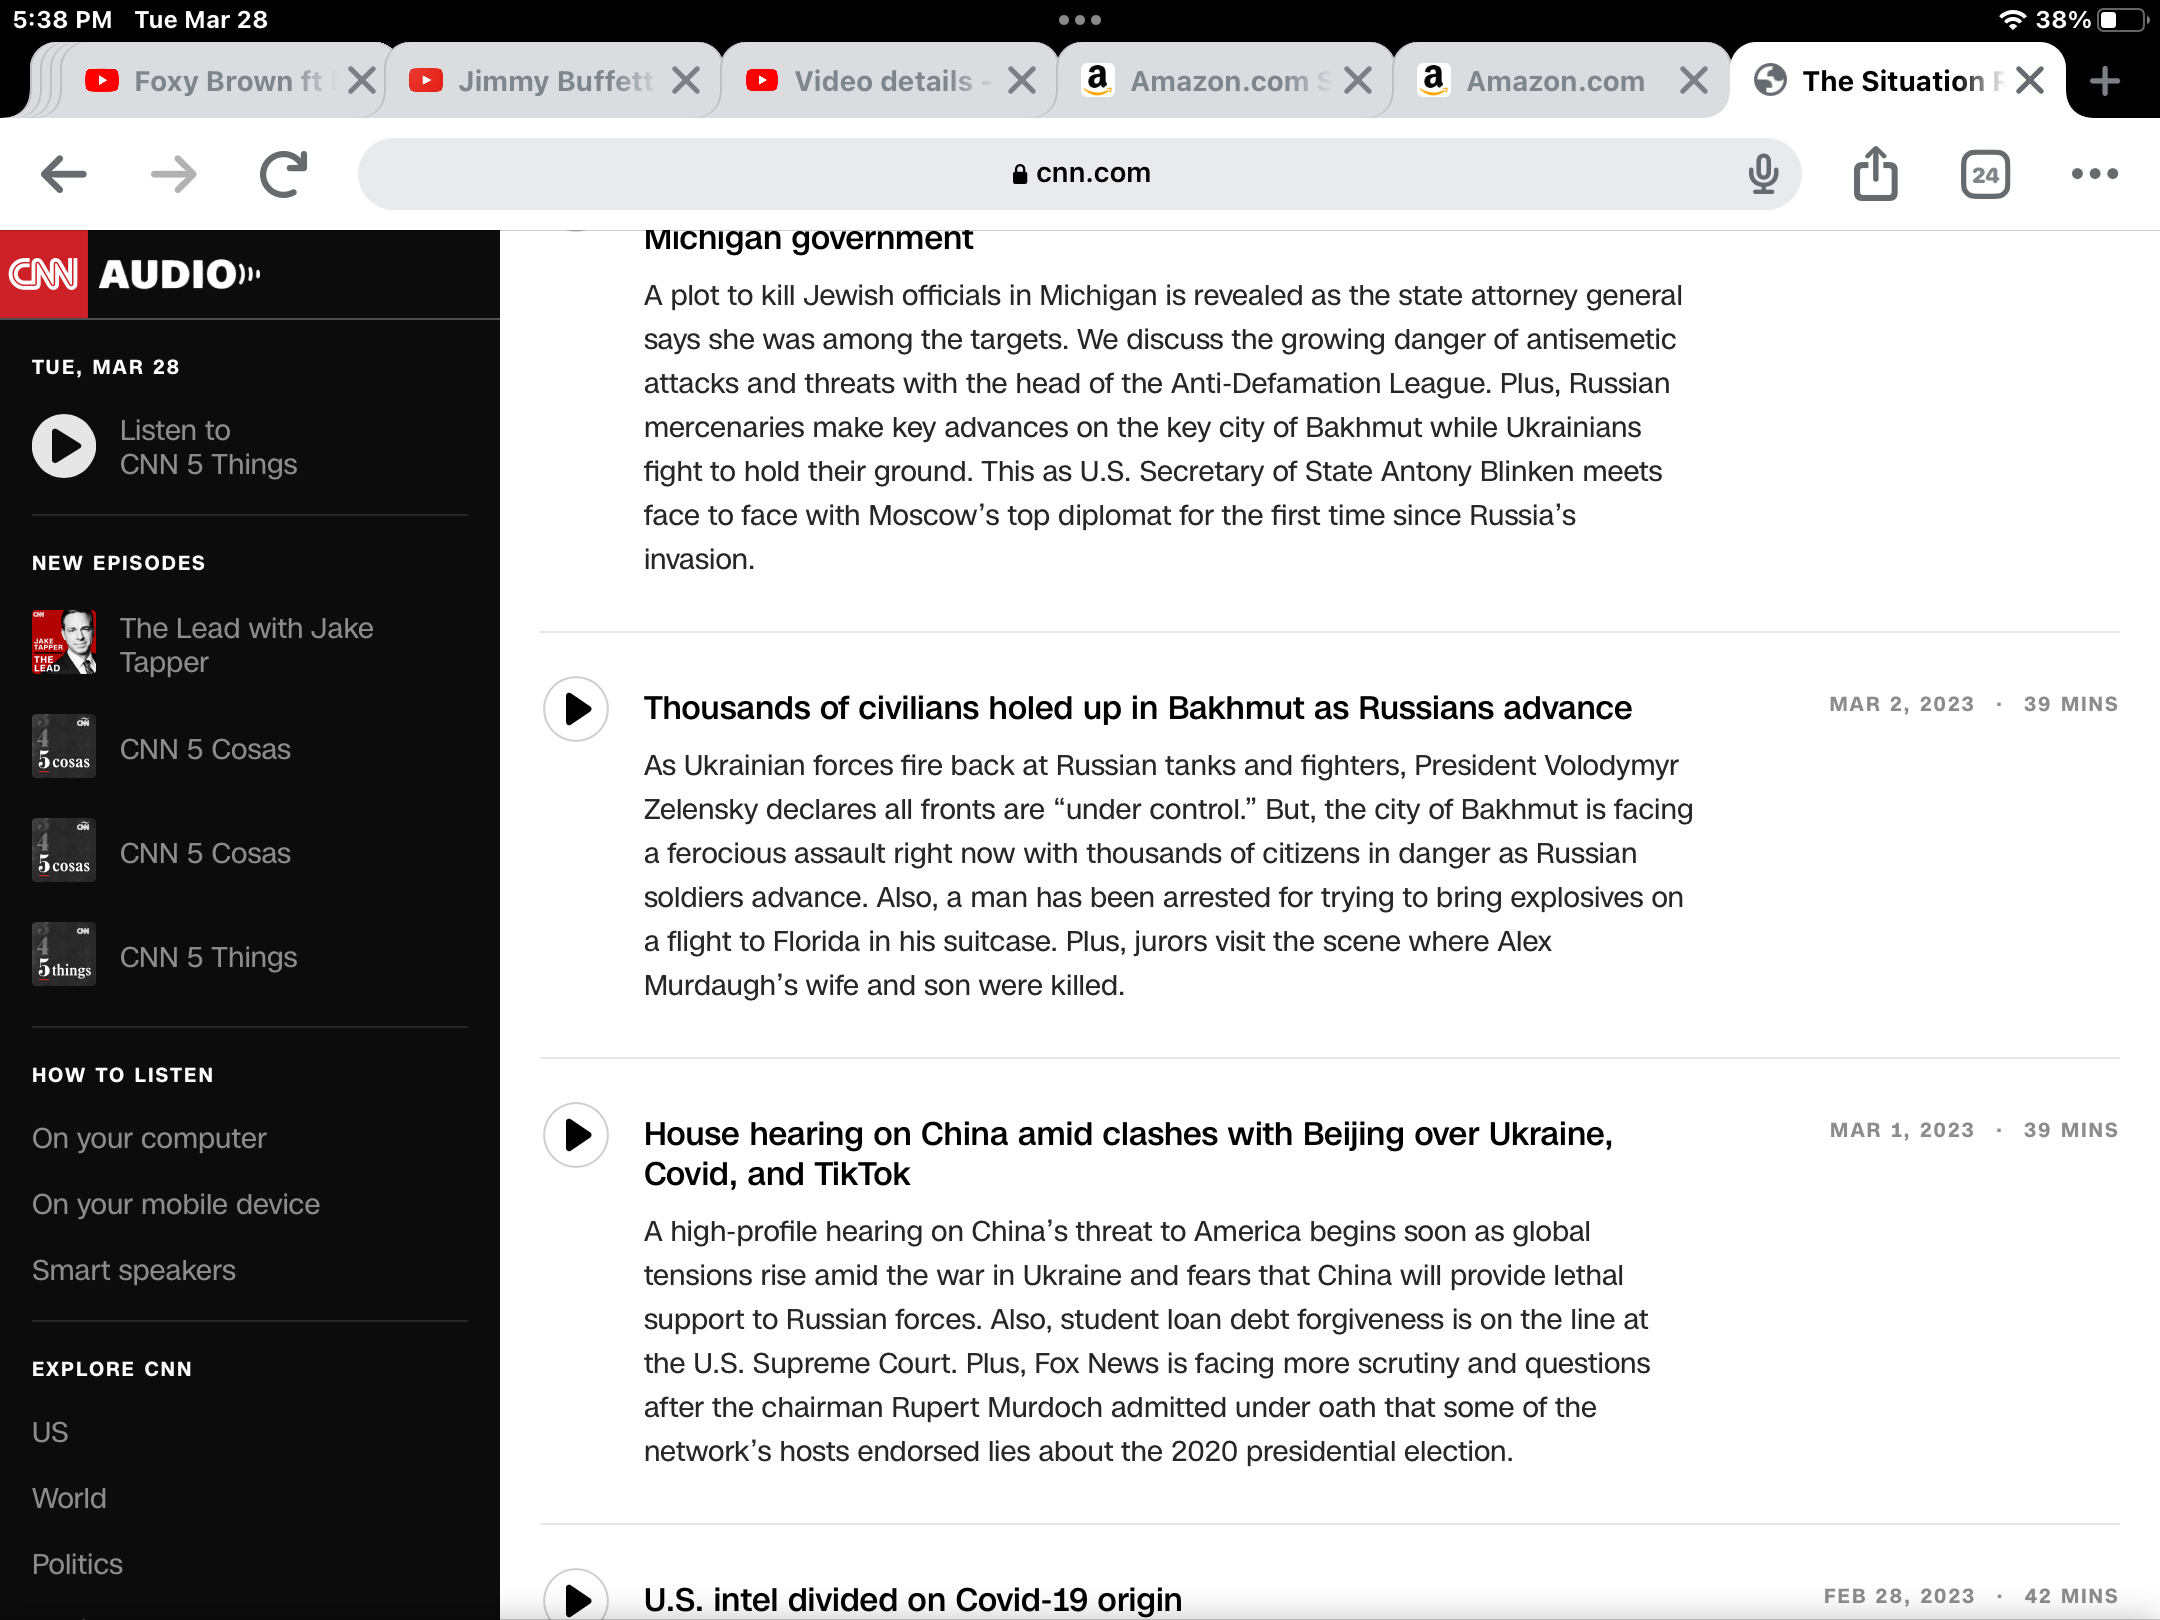 5:38 PM Tue Mar 28
38%
Foxy Brown ft
Jimmy Buffett
Video details -
Amazon.com S
Amazon.com
The Situation R
cnn.com
24
CNN AUDIO
TUE, MAR 28
Listen to
CNN 5 Things
NEW EPISODES
CNN
JAKE
TAPPER
THE
LEAD
The Lead with Jake
Tapper
3
4
5 cosas
CNN 5 Cosas
3
4
5 cosas
CNN 5 Cosas
3
4
5 things
CNN 5 Things
HOW TO LISTEN
On your computer
On your mobile device
Smart speakers
EXPLORE CNN
US
World
Politics
Michigan government
A plot to kill Jewish officials in Michigan is revealed as the state attorney general
says she was among the targets. We discuss the growing danger of antisemetic
attacks and threats with the head of the Anti-Defamation League. Plus, Russian
mercenaries make key advances on the key city of Bakhmut while Ukrainians
fight to hold their ground. This as U.S. Secretary of State Antony Blinken meets
face to face with Moscow’s top diplomat for the first time since Russia’s
invasion.
Thousands of civilians holed up in Bakhmut as Russians advance
MAR 2, 2023 · 39 MINS
As Ukrainian forces fire back at Russian tanks and fighters, President Volodymyr
Zelensky declares all fronts are “under control.” But, the city of Bakhmut is facing
a ferocious assault right now with thousands of citizens in danger as Russian
soldiers advance. Also, a man has been arrested for trying to bring explosives on
a flight to Florida in his suitcase. Plus, jurors visit the scene where Alex
Murdaugh’s wife and son were killed.
House hearing on China amid clashes with Beijing over Ukraine,
Covid, and TikTok
MAR 1, 2023 · 39 MINS
A high-profile hearing on China’s threat to America begins soon as global
tensions rise amid the war in Ukraine and fears that China will provide lethal
support to Russian forces. Also, student loan debt forgiveness is on the line at
the U.S. Supreme Court. Plus, Fox News is facing more scrutiny and questions
after the chairman Rupert Murdoch admitted under oath that some of the
network’s hosts endorsed lies about the 2020 presidential election.
U.S. intel divided on Covid-19 origin
FEB 28, 2023 · 42 MINS